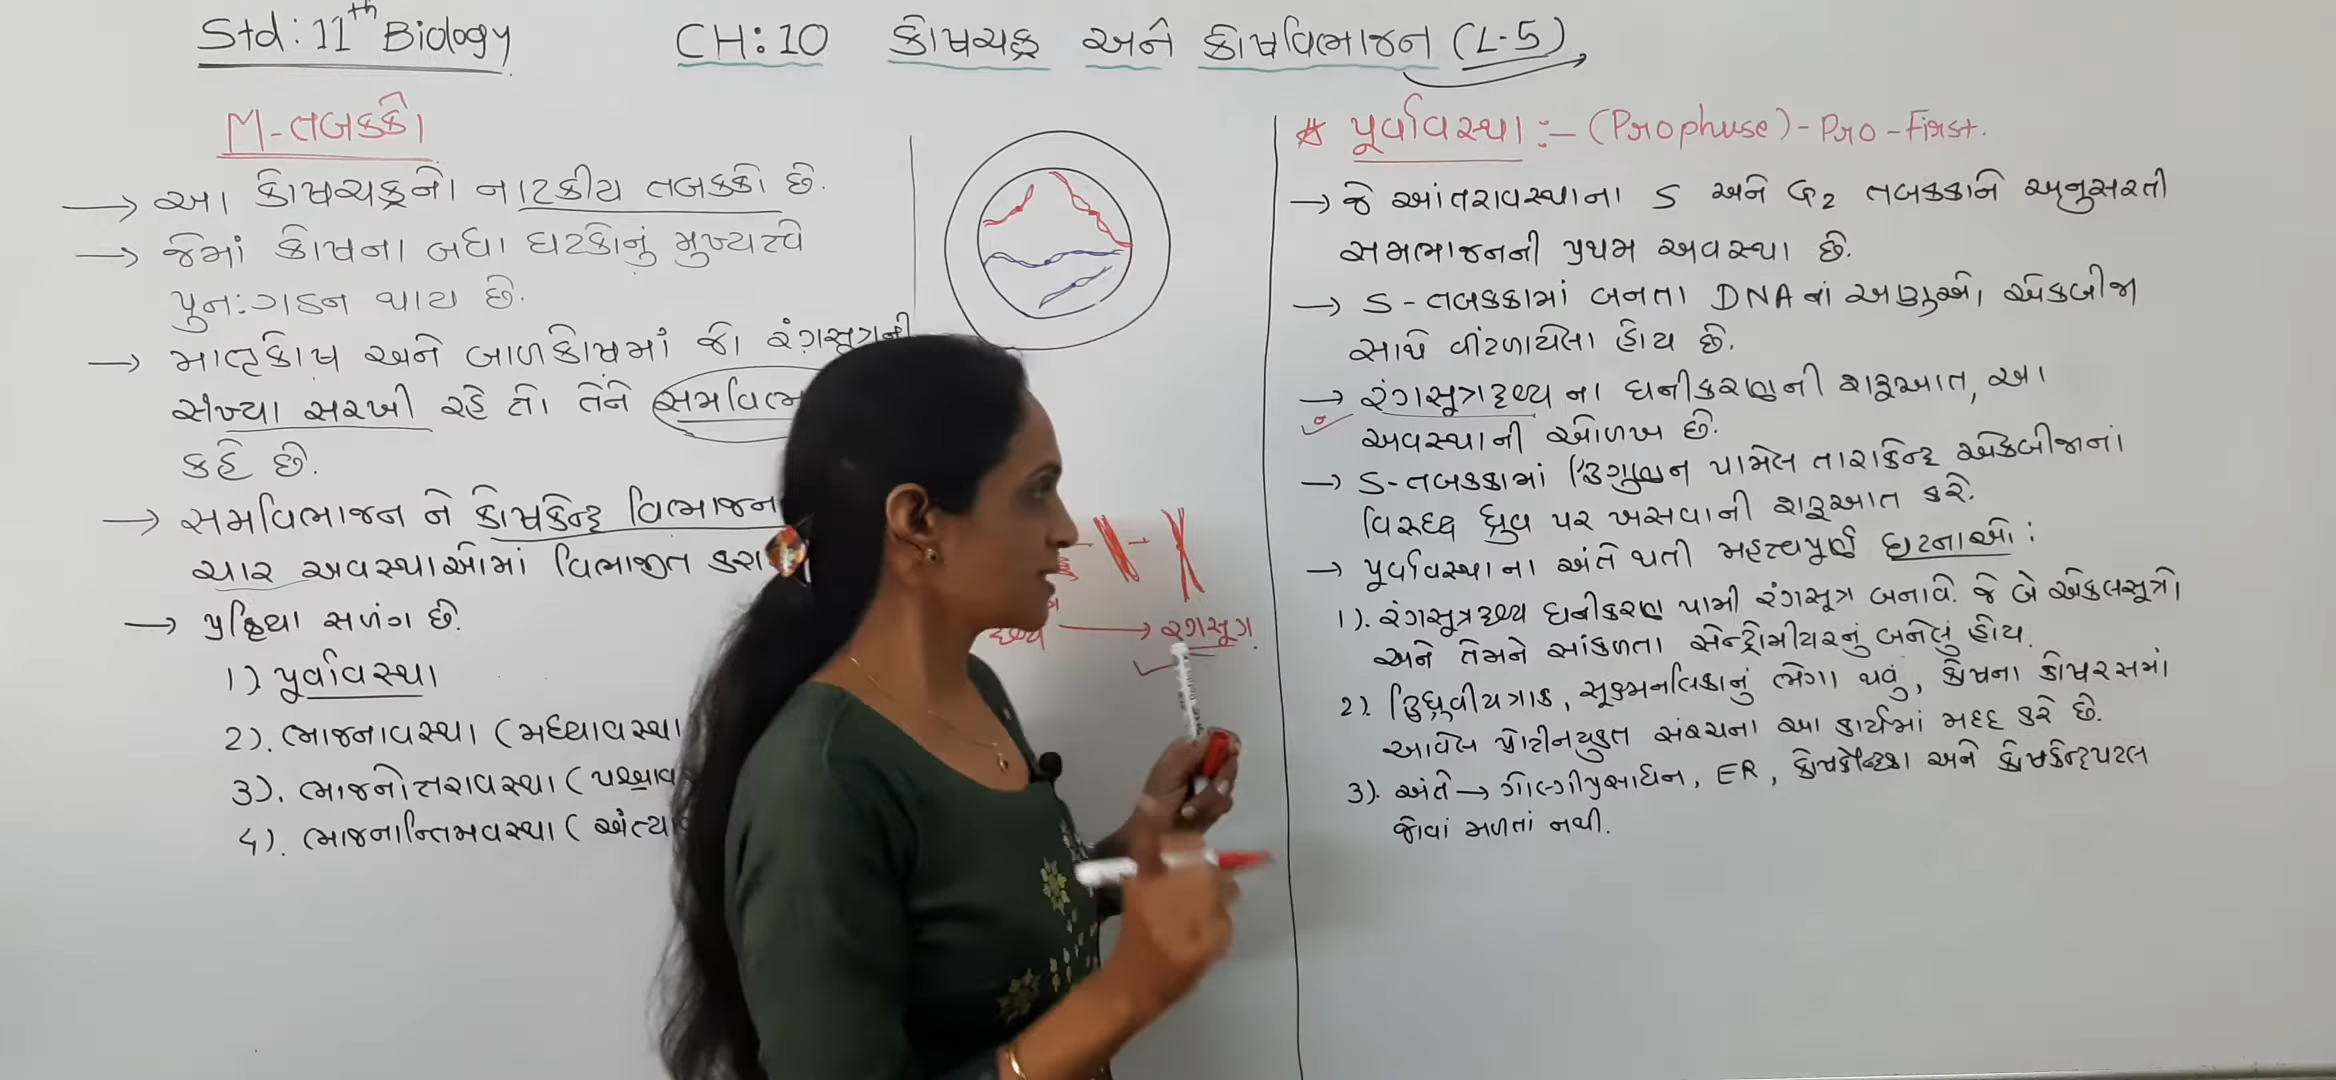 Std: 11th Biology
CH: 10 કોષચક્ર અને કોષવિભાજન (L-5)
M-તબક્કો
→ આ કોષચક્રનો નાટકીય તબક્કો છે.
→ જેમાં કોષના બધા ઘટકોનું મુખ્યત્વે
પુનઃગઠન થાય છે.
→ માતૃકોષ અને બાળકોષમાં જો રંગસૂત્રની
સંખ્યા સરખી રહે તો તેને
કહે છે.
→ સમવિભાજન ને કોષકેન્દ્ર વિભાજન
ચાર અવસ્થાઓમાં વિભાજીત
→ પ્રક્રિયા સળંગ છે.
1) પૂર્વાવસ્થા
2). ભાજનાવસ્થા (મધ્યાવસ્થા
3). ભાજનોત્તરાવસ્થા (
4). ભાજનાન્તિમવસ્થા (
દ્રવ્ય → રંગસૂત્ર
* પૂર્વાવસ્થા :- (Prophuse) - Pro - First.
→ જે આંતરાવસ્થાના S અને G2 તબક્કાને અનુસરતી
સમભાજનની પ્રથમ અવસ્થા છે.
→ S-તબક્કામાં બનતા DNA નાં અણુઓ એકબીજા
સાથે વીંટળાયેલા હોય છે.
→ રંગસૂત્રદ્રવ્ય ના ઘનીકરણની શરૂઆત, આ
અવસ્થાની ઓળખ છે.
→ S-તબક્કામાં દ્વિગુણન પામેલ તારાકેન્દ્ર એકબીજાનાં
વિરુદ્ધ ધ્રુવ પર ખસવાની શરૂઆત કરે.
→ પૂર્વાવસ્થાના અંતે થતી મહત્ત્વપૂર્ણ ઘટનાઓ :
1). રંગસૂત્રદ્રવ્ય ઘનીકરણ પામી રંગસૂત્ર બનાવે. જે બે એકલસૂત્રો
અને તેમને સાંકળતા સેન્ટ્રોમીયરનું બનેલું હોય.
2). દ્વિધ્રુવીયત્રાક, સૂક્ષ્મનલિકાનું ભેગા થવું, કોષના કોષરસમાં
આવેલ પ્રોટીનયુક્ત સંરચના આ કાર્યમાં મદદ કરે છે.
3). અંતે → ગોલ્ગીપ્રસાધન, ER, કોષકેન્દ્રિકા અને કોષકેન્દ્રપટલ
જોવાં મળતાં નથી.